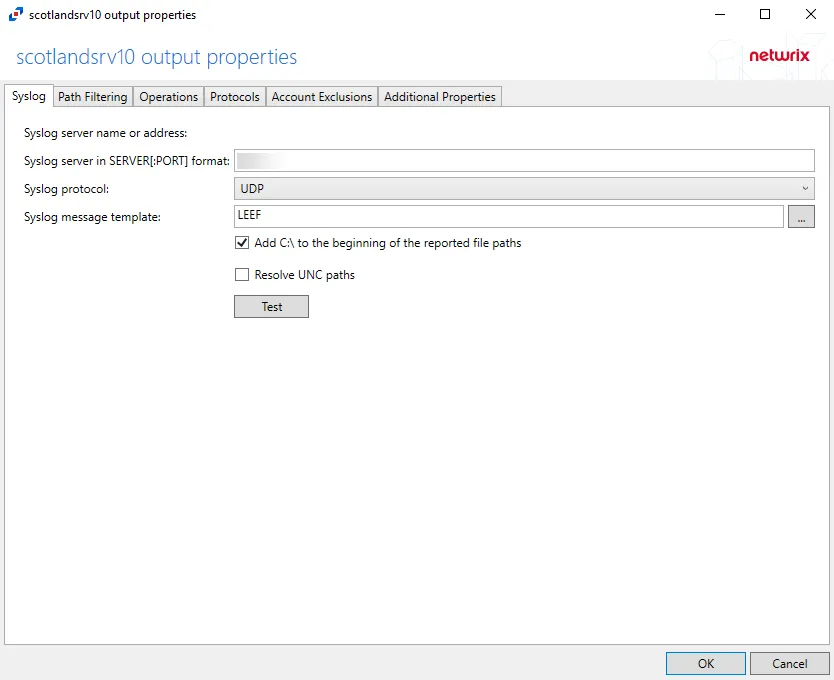 scotlandsrv10 output properties
scotlandsrv10 output properties
netwrix
Syslog Path Filtering Operations Protocols Account Exclusions Additional Properties
Syslog server name or address:
Syslog server in SERVER[:PORT] format:
Syslog protocol: UDP
Syslog message template: LEEF ...
Add C:\ to the beginning of the reported file paths
Resolve UNC paths
Test
OK Cancel